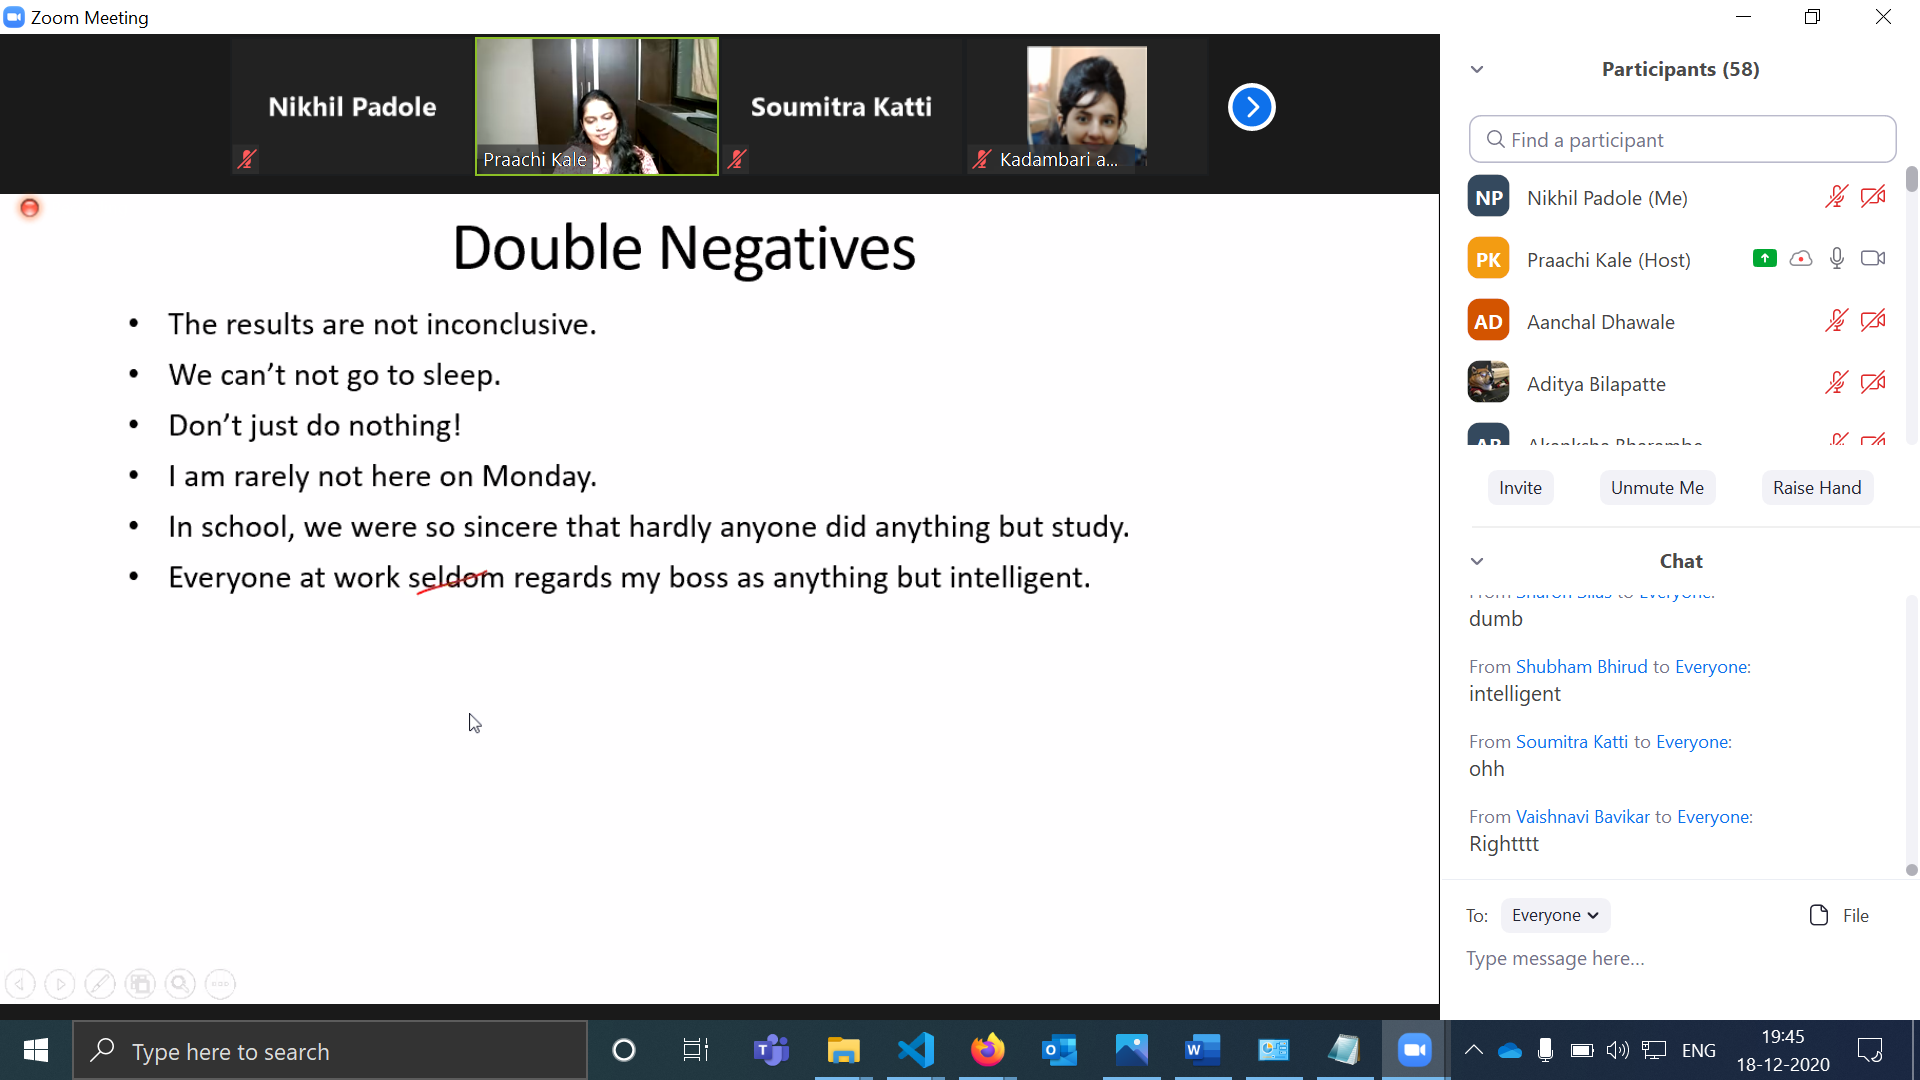 Zoom Meeting
Nikhil Padole
Praachi Kale
Soumitra Katti
Kadambari a...
Double Negatives
• The results are not inconclusive.
• We can’t not go to sleep.
• Don’t just do nothing!
• I am rarely not here on Monday.
• In school, we were so sincere that hardly anyone did anything but study.
• Everyone at work seldom regards my boss as anything but intelligent.
Participants (58)
Find a participant
NP Nikhil Padole (Me)
PK Praachi Kale (Host)
AD Aanchal Dhawale
Aditya Bilapatte
Invite Unmute Me Raise Hand
Chat
From Sharon Silas to Everyone:
dumb
From Shubham Bhirud to Everyone:
intelligent
From Soumitra Katti to Everyone:
ohh
From Vaishnavi Bavikar to Everyone:
Rightttt
To: Everyone File
Type message here...
Type here to search
ENG
19:45
18-12-2020